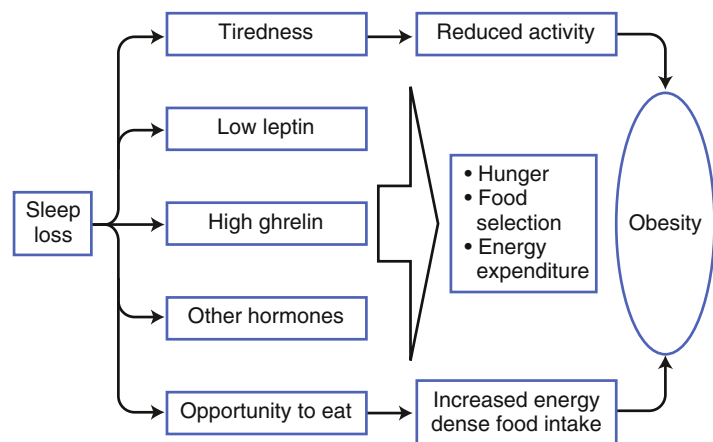 Tiredness
Reduced activity
Low leptin
Sleep
loss
High ghrelin
• Hunger
• Food
selection
• Energy
expenditure
Obesity
Other hormones
Opportunity to eat
Increased energy
dense food intake